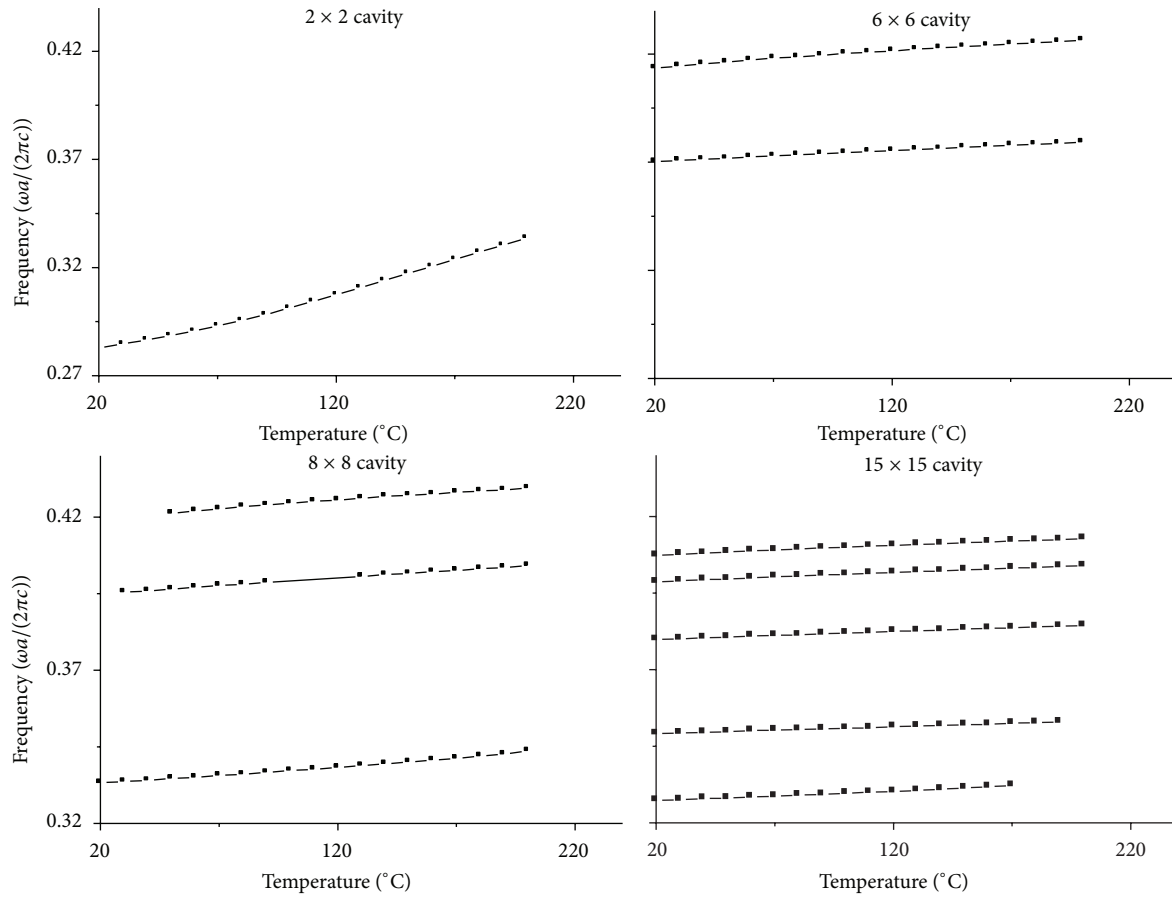 2 × 2 cavity
0.42
0.37
0.32
0.27
Frequency (ωa/(2πc))
20
120
220
Temperature (°C)
6 × 6 cavity
20
120
220
Temperature (°C)
8 × 8 cavity
0.42
0.37
0.32
Frequency (ωa/(2πc))
20
120
220
Temperature (°C)
15 × 15 cavity
20
120
220
Temperature (°C)